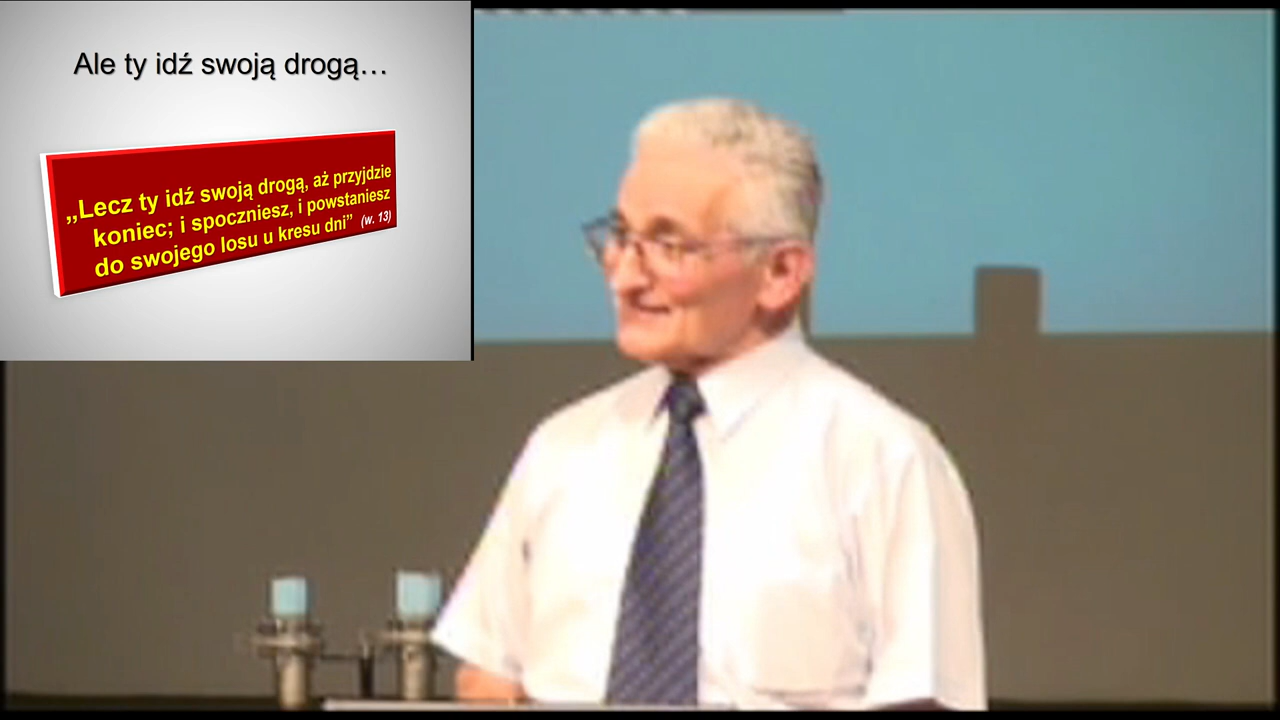 Ale ty idź swoją drogą…
„Lecz ty idź swoją drogą, aż przyjdzie
koniec; i spoczniesz, i powstaniesz
do swojego losu u kresu dni” (w. 13)